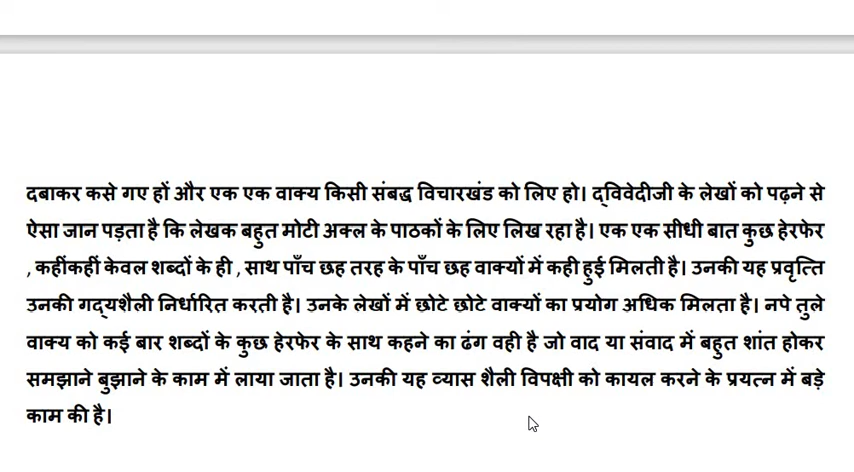 दबाकर कसे गए हों और एक एक वाक्य किसी संबद्ध विचारखंड को लिए हो। द्विवेदीजी के लेखों को पढ़ने से
ऐसा जान पड़ता है कि लेखक बहुत मोटी अक्ल के पाठकों के लिए लिख रहा है। एक एक सीधी बात कुछ हेरफेर
, कहींकहीं केवल शब्दों के ही , साथ पाँच छह तरह के पाँच छह वाक्यों में कही हुई मिलती है। उनकी यह प्रवृत्ति
उनकी गद्यशैली निर्धारित करती है। उनके लेखों में छोटे छोटे वाक्यों का प्रयोग अधिक मिलता है। नपे तुले
वाक्य को कई बार शब्दों के कुछ हेरफेर के साथ कहने का ढंग वही है जो वाद या संवाद में बहुत शांत होकर
समझाने बुझाने के काम में लाया जाता है। उनकी यह व्यास शैली विपक्षी को कायल करने के प्रयत्न में बड़े
काम की है।